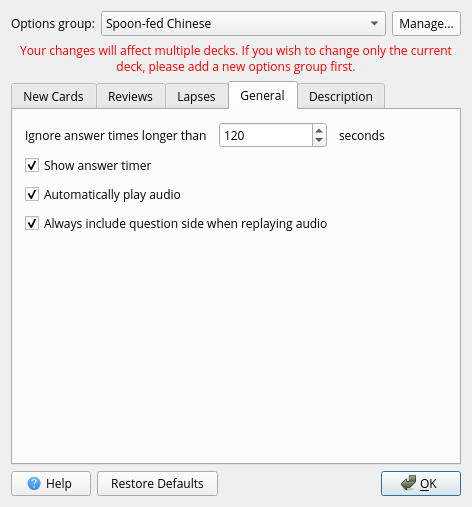 Options group: Spoon-fed Chinese Manage...
Your changes will affect multiple decks. If you wish to change only the current
deck, please add a new options group first.
New Cards Reviews Lapses General Description
Ignore answer times longer than 120 seconds
Show answer timer
Automatically play audio
Always include question side when replaying audio
? Help Restore Defaults OK